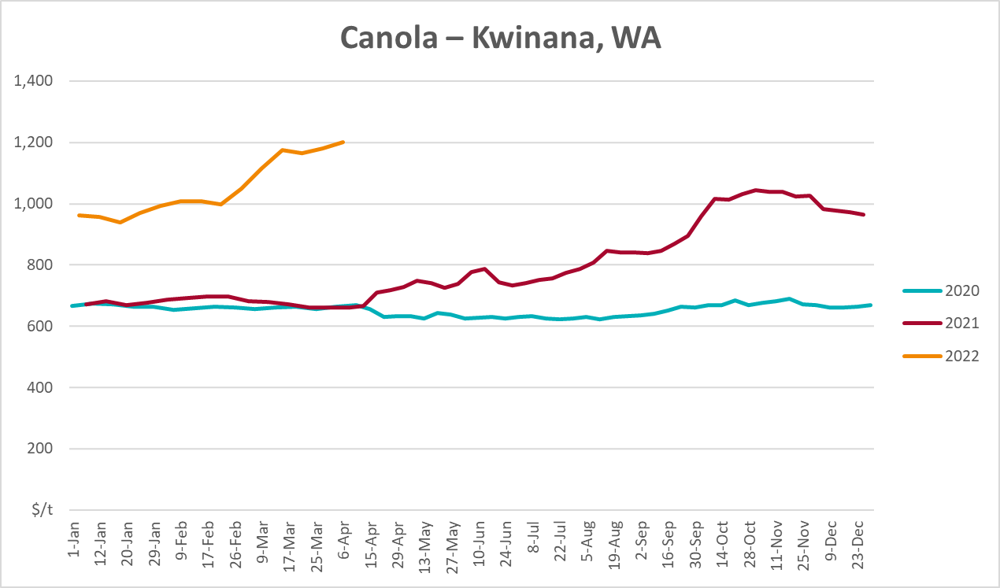 Canola – Kwinana, WA
1,400
1,200
1,000
800
600
400
200
$/t
1-Jan
12-Jan
20-Jan
29-Jan
9-Feb
17-Feb
26-Feb
9-Mar
17-Mar
25-Mar
6-Apr
15-Apr
29-Apr
13-May
27-May
10-Jun
24-Jun
8-Jul
22-Jul
5-Aug
19-Aug
2-Sep
16-Sep
30-Sep
14-Oct
28-Oct
11-Nov
25-Nov
9-Dec
23-Dec
2020
2021
2022